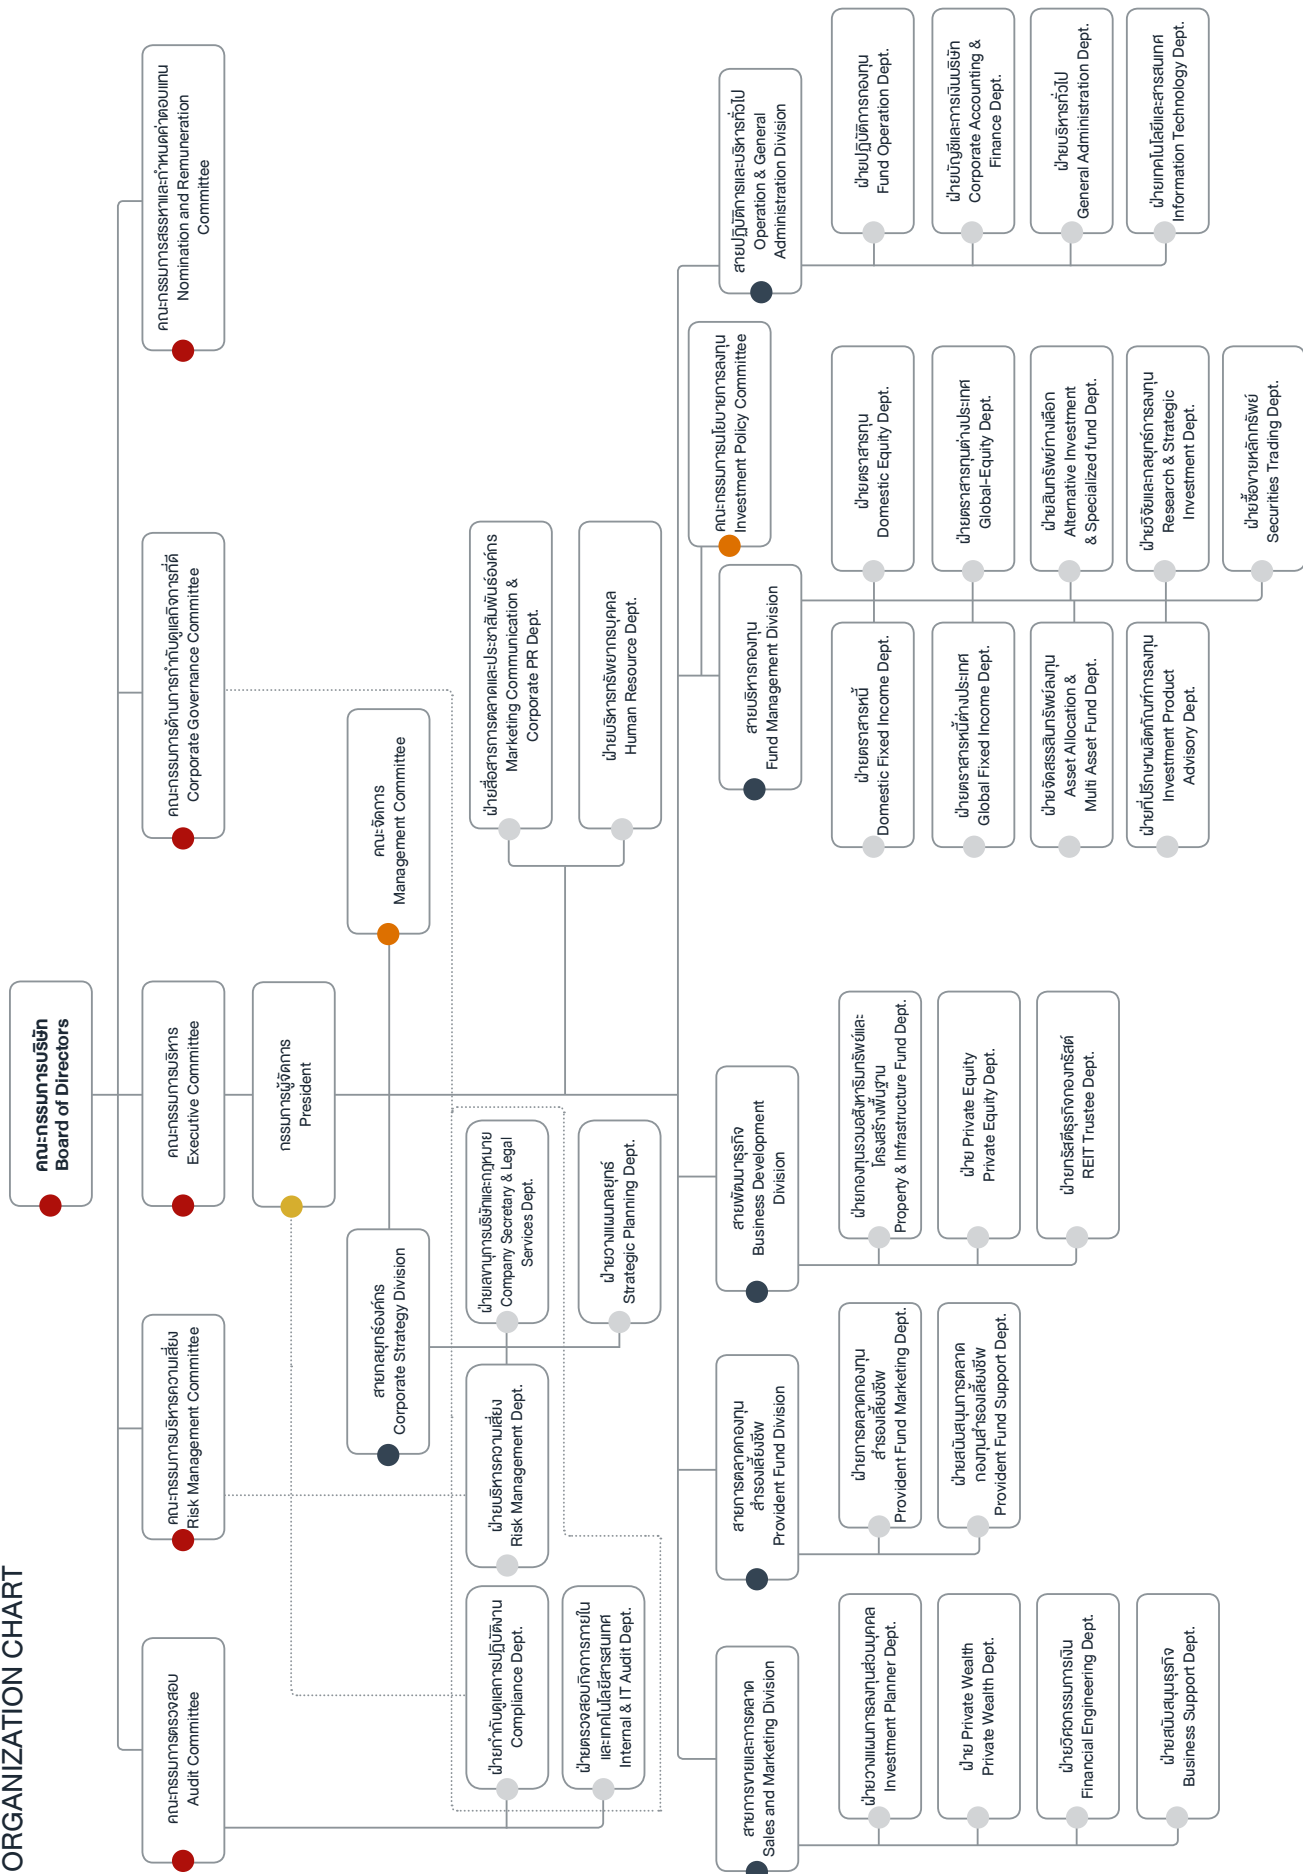 ORGANIZATION CHART
คณะกรรมการบริษัท
Board of Directors
คณะกรรมการตรวจสอบ
Audit Committee
คณะกรรมการบริหารความเสี่ยง
Risk Management Committee
คณะกรรมการบริหาร
Executive Committee
คณะกรรมการด้านการกำกับดูแลกิจการที่ดี
Corporate Governance Committee
คณะกรรมการสรรหาและกำหนดค่าตอบแทน
Nomination and Remuneration
Committee
กรรมการผู้จัดการ
President
สายกลยุทธ์องค์กร
Corporate Strategy Division
คณะจัดการ
Management Committee
ฝ่ายกำกับดูแลการปฏิบัติงาน
Compliance Dept.
ฝ่ายตรวจสอบกิจการภายใน
และเทคโนโลยีสารสนเทศ
Internal & IT Audit Dept.
ฝ่ายบริหารความเสี่ยง
Risk Management Dept.
ฝ่ายเลขานุการบริษัทและกฎหมาย
Company Secretary & Legal
Services Dept.
ฝ่ายวางแผนกลยุทธ์
Strategic Planning Dept.
ฝ่ายสื่อสารการตลาดและประชาสัมพันธ์องค์กร
Marketing Communication &
Corporate PR Dept.
ฝ่ายบริหารทรัพยากรบุคคล
Human Resource Dept.
สายการขายและการตลาด
Sales and Marketing Division
ฝ่ายวางแผนการลงทุนส่วนบุคคล
Investment Planner Dept.
ฝ่าย Private Wealth
Private Wealth Dept.
ฝ่ายวิศวกรรมการเงิน
Financial Engineering Dept.
ฝ่ายสนับสนุนธุรกิจ
Business Support Dept.
สายการตลาดกองทุน
สำรองเลี้ยงชีพ
Provident Fund Division
ฝ่ายการตลาดกองทุน
สำรองเลี้ยงชีพ
Provident Fund Marketing Dept.
ฝ่ายสนับสนุนการตลาด
กองทุนสำรองเลี้ยงชีพ
Provident Fund Support Dept.
สายพัฒนาธุรกิจ
Business Development
Division
ฝ่ายกองทุนรวมอสังหาริมทรัพย์และ
โครงสร้างพื้นฐาน
Property & Infrastructure Fund Dept.
ฝ่าย Private Equity
Private Equity Dept.
ฝ่ายทรัสตีธุรกิจกองทรัสต์
REIT Trustee Dept.
สายบริหารกองทุน
Fund Management Division
คณะกรรมการนโยบายการลงทุน
Investment Policy Committee
ฝ่ายตราสารหนี้
Domestic Fixed Income Dept.
ฝ่ายตราสารหนี้ต่างประเทศ
Global Fixed Income Dept.
ฝ่ายจัดสรรสินทรัพย์ลงทุน
Asset Allocation &
Multi Asset Fund Dept.
ฝ่ายที่ปรึกษาผลิตภัณฑ์การลงทุน
Investment Product
Advisory Dept.
ฝ่ายตราสารทุน
Domestic Equity Dept.
ฝ่ายตราสารทุนต่างประเทศ
Global-Equity Dept.
ฝ่ายสินทรัพย์ทางเลือก
Alternative Investment
& Specialized fund Dept.
ฝ่ายวิจัยและกลยุทธ์การลงทุน
Research & Strategic
Investment Dept.
ฝ่ายซื้อขายหลักทรัพย์
Securities Trading Dept.
สายปฏิบัติการและบริหารทั่วไป
Operation & General
Administration Division
ฝ่ายปฏิบัติการกองทุน
Fund Operation Dept.
ฝ่ายบัญชีและการเงินบริษัท
Corporate Accounting &
Finance Dept.
ฝ่ายบริหารทั่วไป
General Administration Dept.
ฝ่ายเทคโนโลยีและสารสนเทศ
Information Technology Dept.